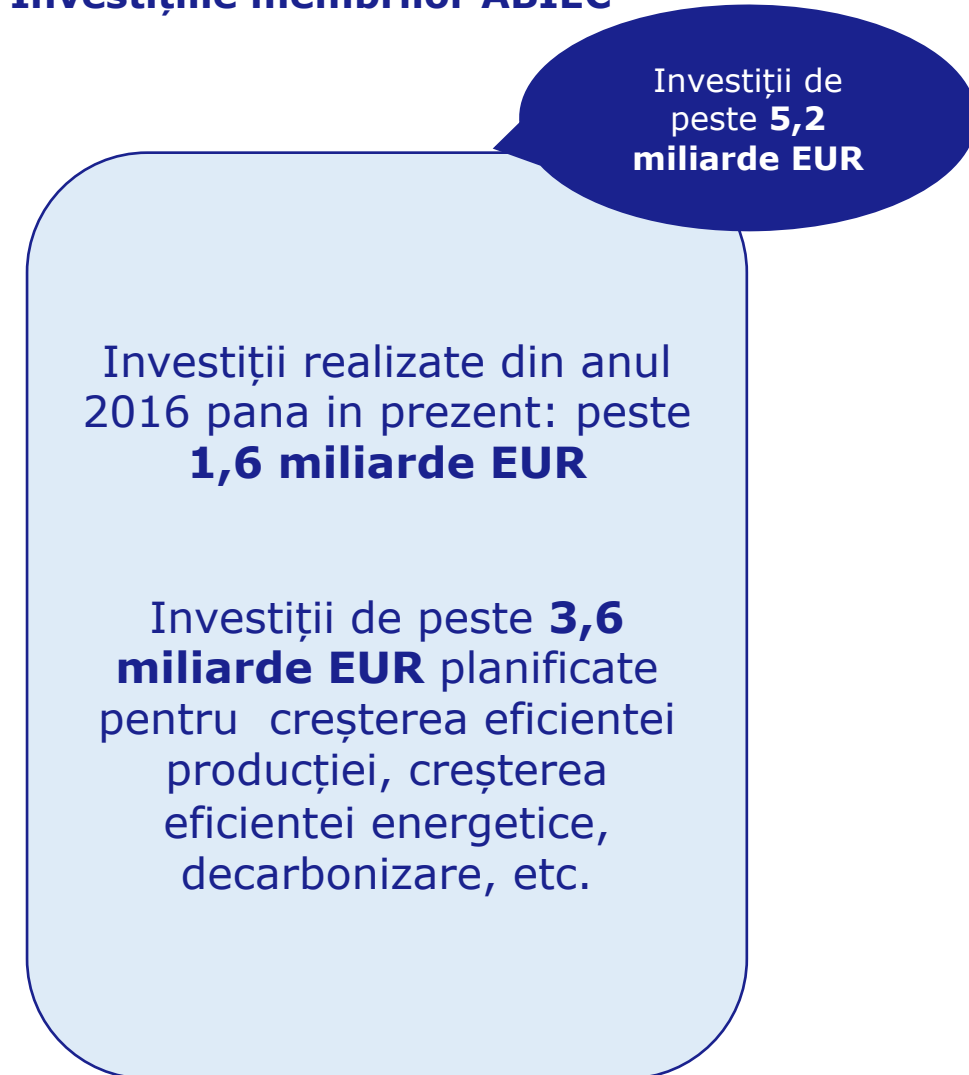 Investițiile membrilor ABIEC
Investiții de
peste 5,2
miliarde EUR
Investiții realizate din anul
2016 pana in prezent: peste
1,6 miliarde EUR
Investiții de peste 3,6
miliarde EUR planificate
pentru  creșterea eficientei
producției, creșterea
eficientei energetice,
decarbonizare, etc.